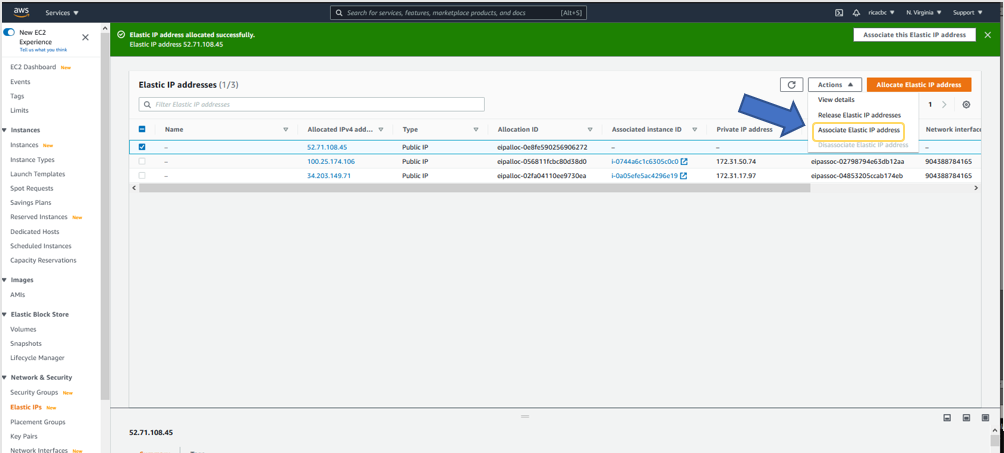 aws Services Search for services, features, marketplace products, and docs [Alt+S] ricacbc N. Virginia Support
New EC2
Experience
Tell us what you think
EC2 Dashboard New
Events
Tags
Limits
Instances
Instances New
Instance Types
Launch Templates
Spot Requests
Savings Plans
Reserved Instances New
Dedicated Hosts
Scheduled Instances
Capacity Reservations
Images
AMIs
Elastic Block Store
Volumes
Snapshots
Lifecycle Manager
Network & Security
Security Groups New
Elastic IPs New
Placement Groups
Key Pairs
Network Interfaces New
Elastic IP address allocated successfully.
Elastic IP address 52.71.108.45
Associate this Elastic IP address
Elastic IP addresses (1/3)
Actions
Allocate Elastic IP address
Filter Elastic IP addresses
1
View details
Release Elastic IP addresses
Associate Elastic IP address
Disassociate Elastic IP address
Name Allocated IPv4 add... Type Allocation ID Associated instance ID Private IP address Network interface
– 52.71.108.45 Public IP eipalloc-0e8fe590256906272 – – – –
– 100.25.174.106 Public IP eipalloc-056811fcbc80d38d0 i-0744a6c1c6305c0c0 172.31.50.74 eipassoc-02798794e63db12aa 904388784165
– 34.203.149.71 Public IP eipalloc-02fa04110ee9730ea i-0a05efe5ac4296e19 172.31.17.97 eipassoc-04853205ccab174eb 904388784165
52.71.108.45